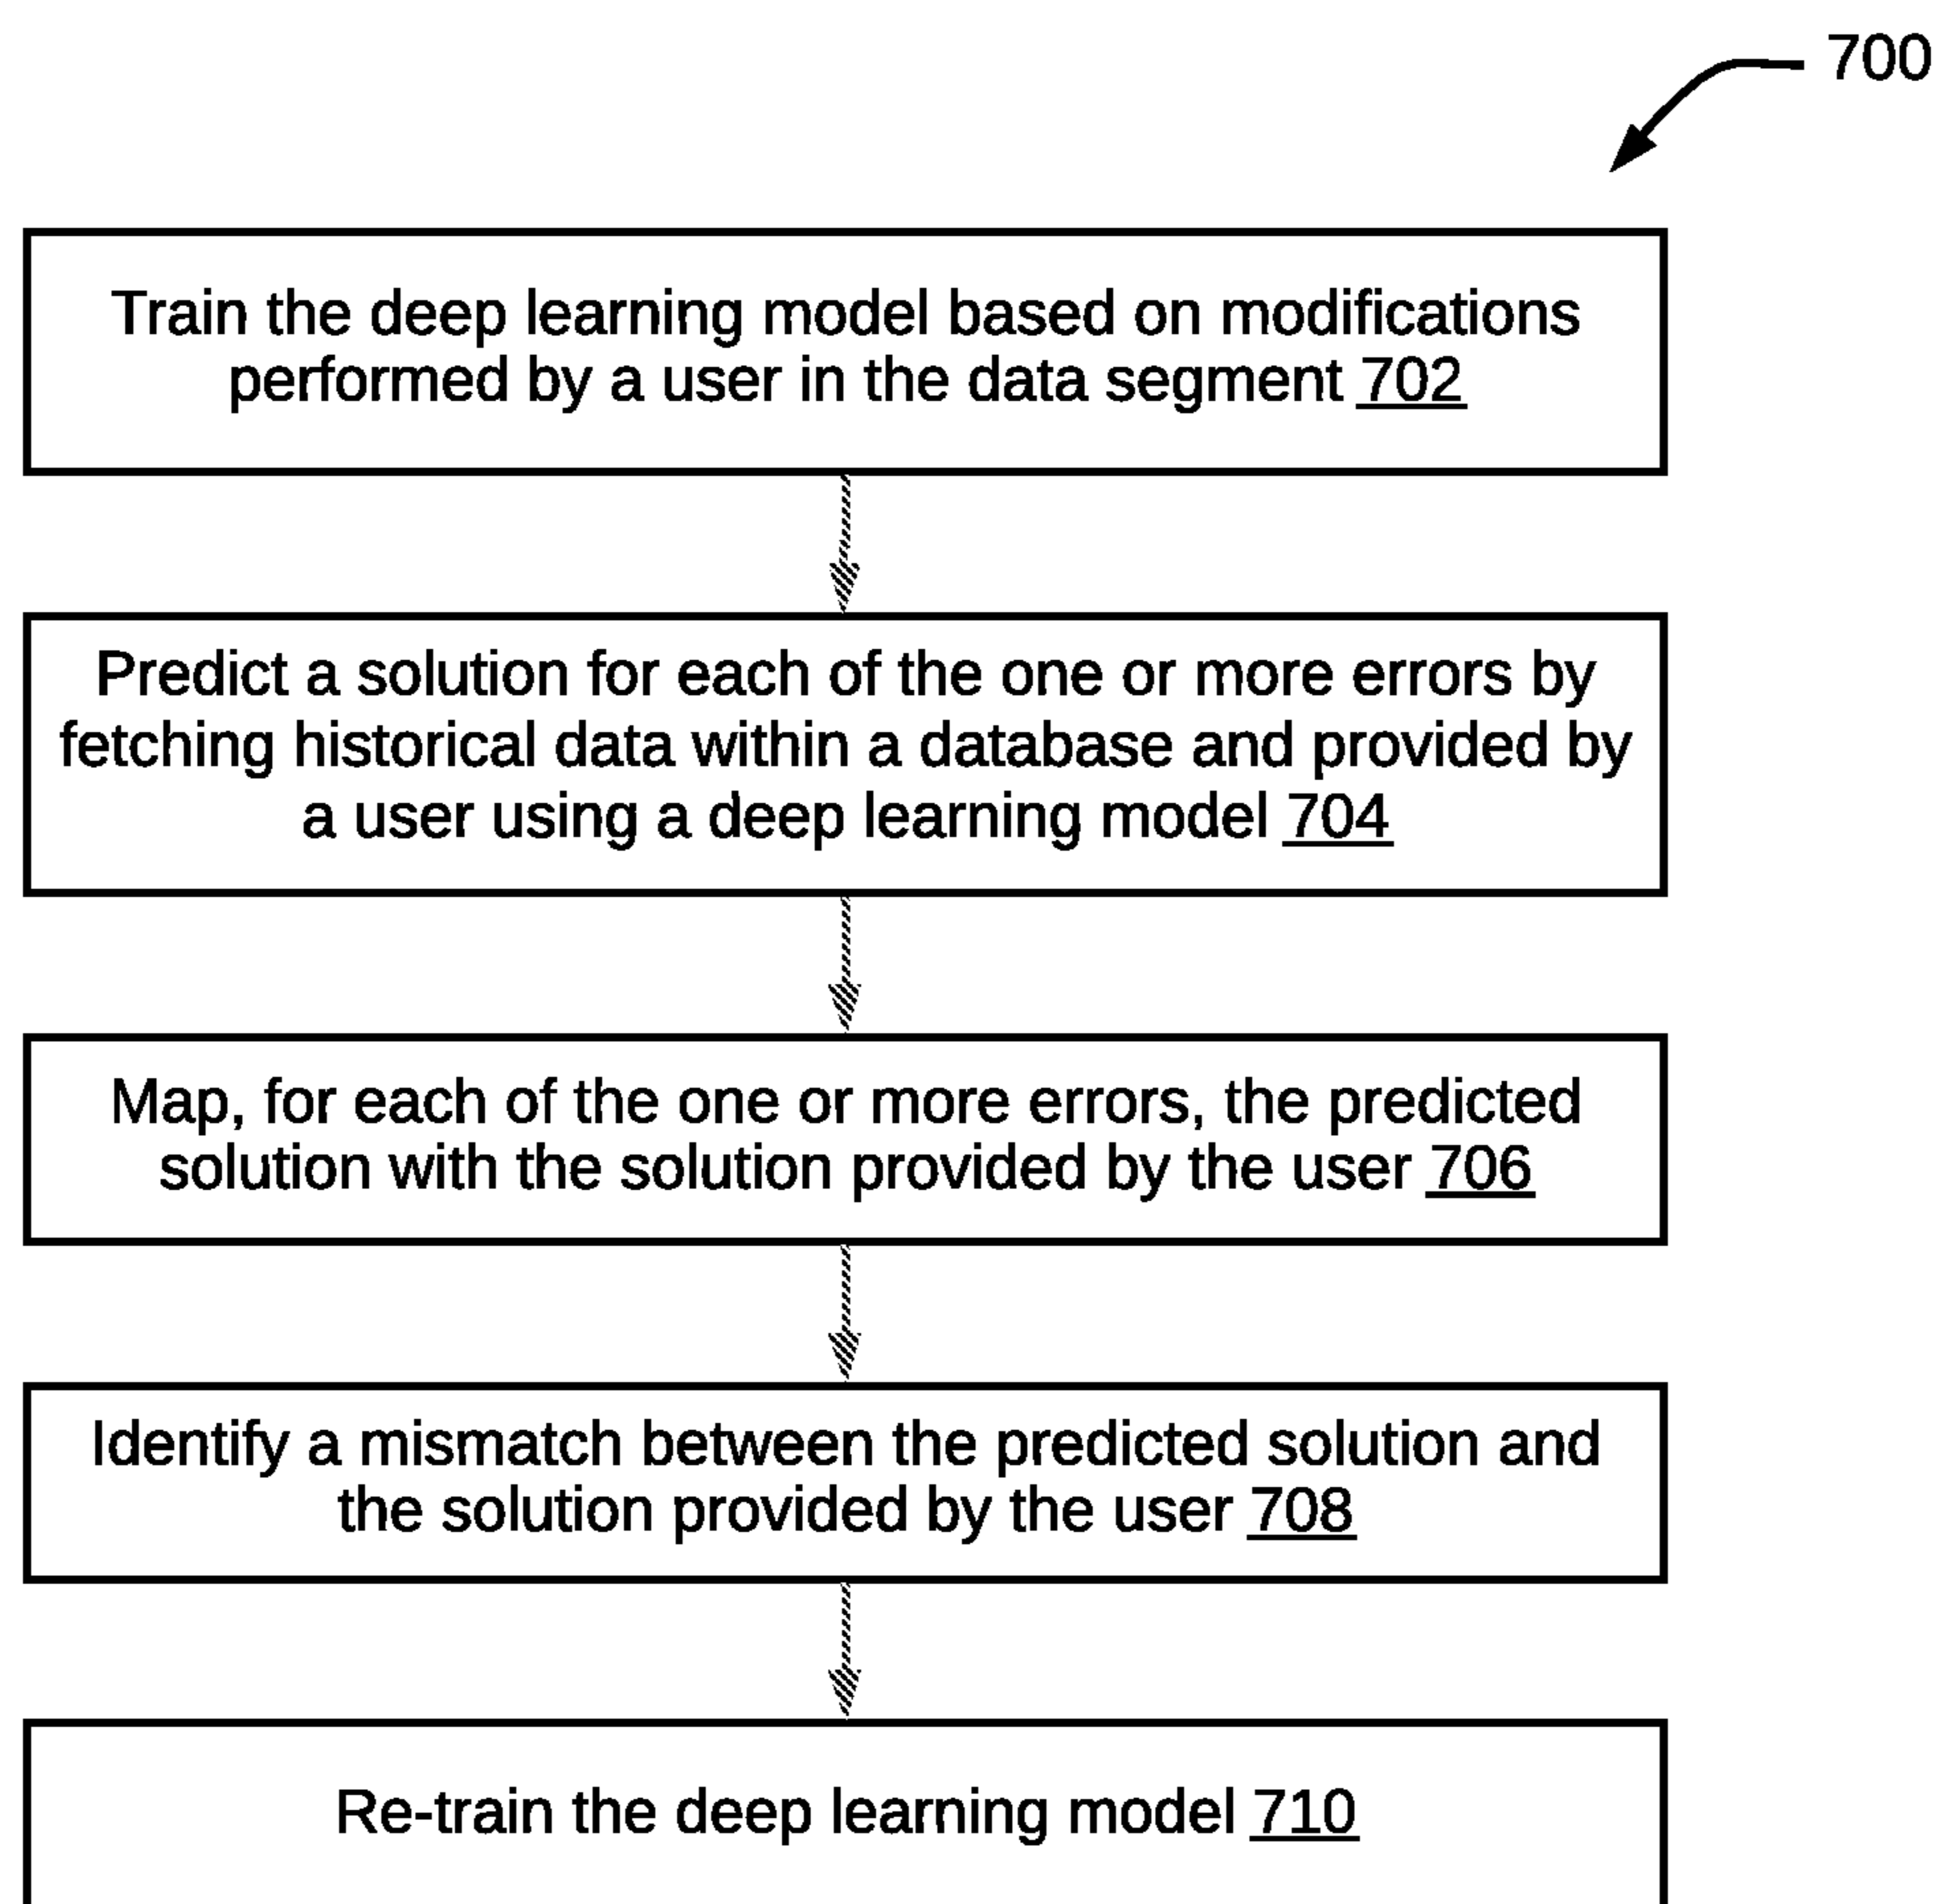 700
Train the deep learning model based on modifications
performed by a user in the data segment 702
Predict a solution for each of the one or more errors by
fetching historical data within a database and provided by
a user using a deep learning model 704
Map, for each of the one or more errors, the predicted
solution with the solution provided by the user 706
Identify a mismatch between the predicted solution and
the solution provided by the user 708
Re-train the deep learning model 710